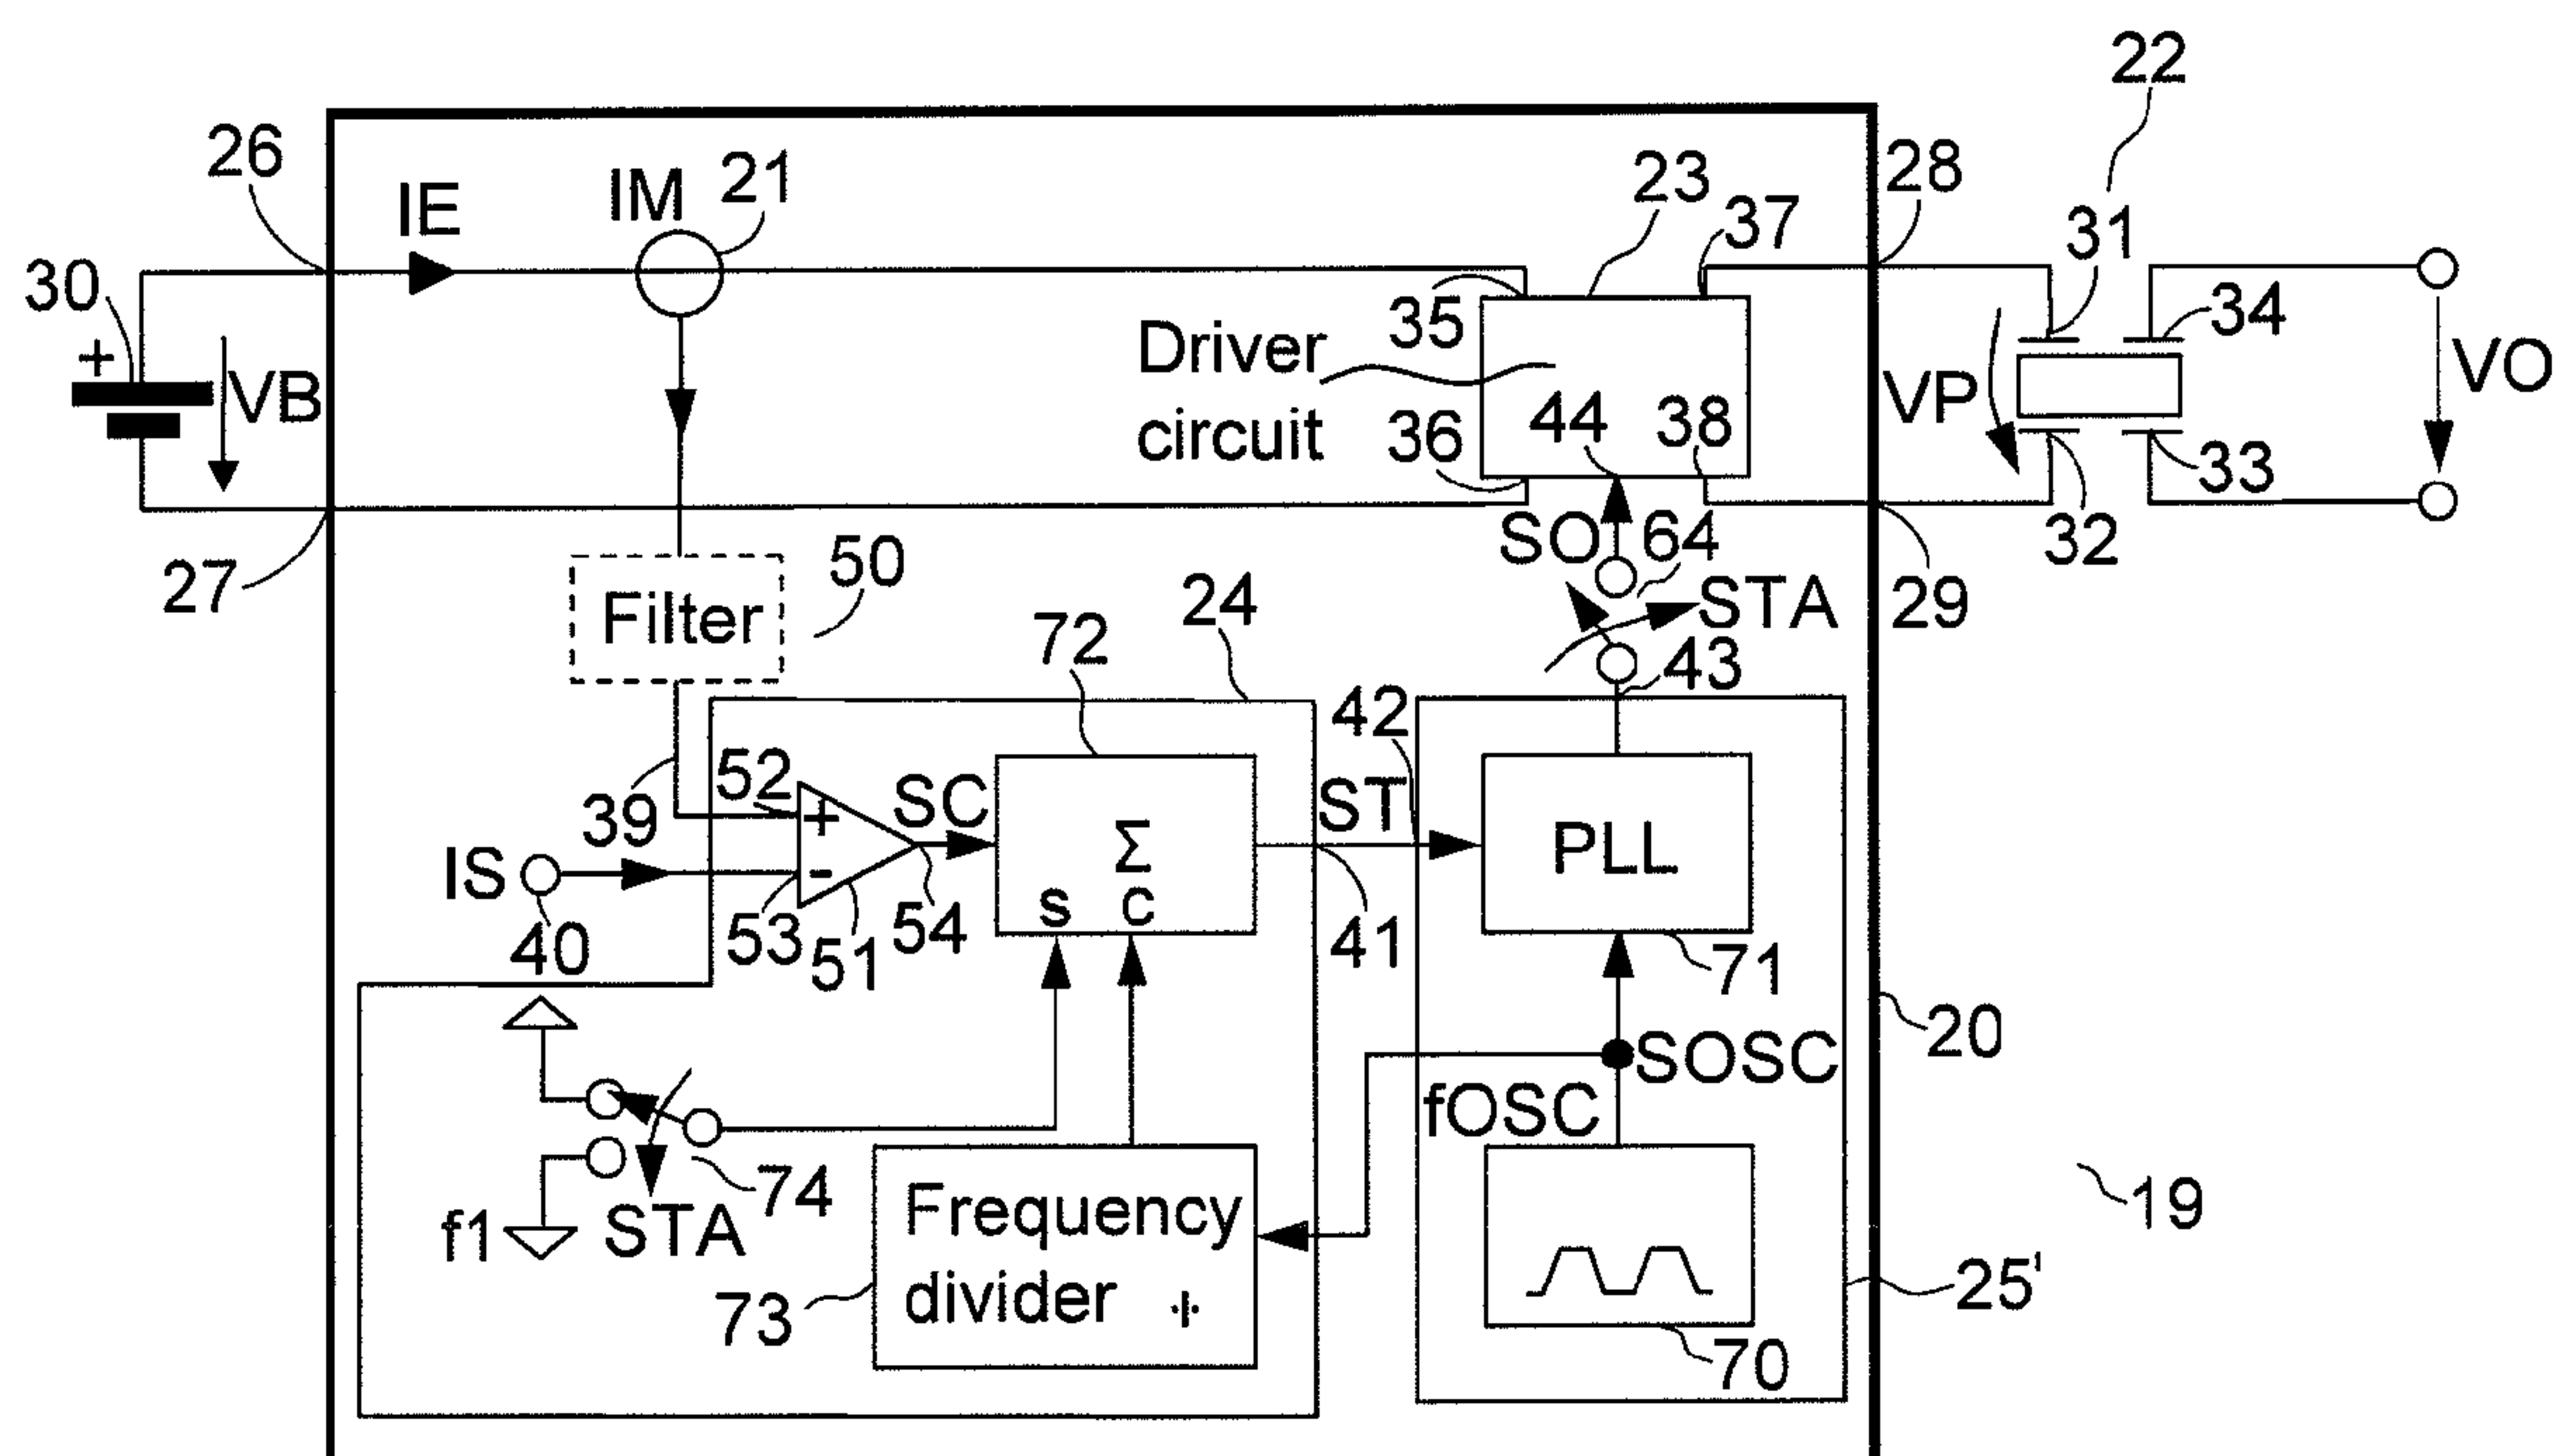 22
26
IE
IM
21
23
37
28
31
30
+
VB
35
34
Driver
circuit
44
38
36
VP
VO
33
32
27
Filter
50
SO
64
STA
29
24
72
43
42
39
52
+
SC
Σ
ST
PLL
IS
40
53
-
51
54
s
c
41
71
20
SOSC
fOSC
f1
STA
74
Frequency
divider ÷
73
19
25'
70